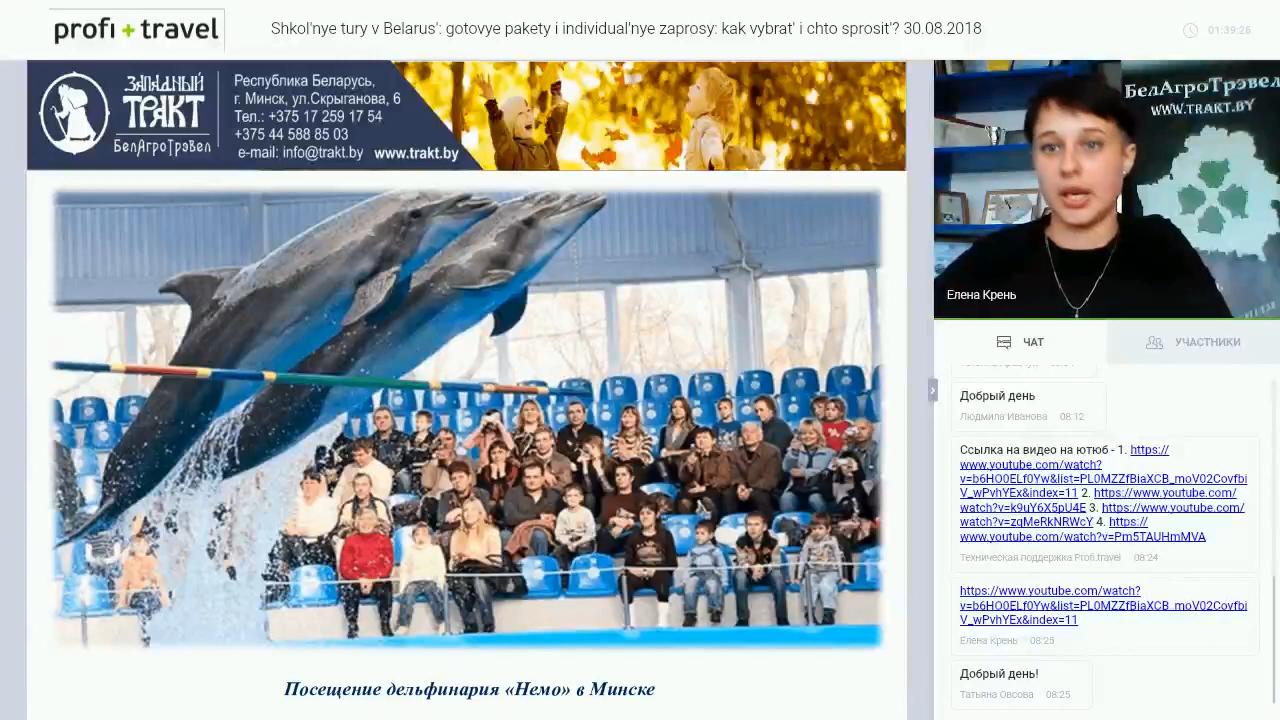 profi + travel
Shkol'nye tury v Belarus': gotovye pakety i individual'nye zaprosy: kak vybrat' i chto sprosit'? 30.08.2018
01:39:26
ЗАПАДНЫЙ
ТРАКТ
БелАгроТрэвел
Республика Беларусь,
г. Минск, ул.Скрыганова, 6
Тел.: +375 17 259 17 54
+375 44 588 85 03
e-mail: info@trakt.by www.trakt.by
БелАгроТрэвел
WWW.TRAKT.BY
Елена Крень
ЧАТ
УЧАСТНИКИ
Добрый день
Людмила Иванова 08:12
Ссылка на видео на ютюб - 1. https://
www.youtube.com/watch?
v=b6HO0ELf0Yw&list=PL0MZZfBiaXCB_moV02Covfbi
V_wPvhYEx&index=11 2. https://www.youtube.com/
watch?v=k9uY6X5pU4E 3. https://www.youtube.com/
watch?v=zqMeRkNRWcY 4. https://
www.youtube.com/watch?v=Pm5TAUHmMVA
Техническая поддержка Profi.travel 08:24
https://www.youtube.com/watch?
v=b6HO0ELf0Yw&list=PL0MZZfBiaXCB_moV02Covfbi
V_wPvhYEx&index=11
Елена Крень 08:25
Добрый день!
Татьяна Овсова 08:25
Посещение дельфинария «Немо» в Минске